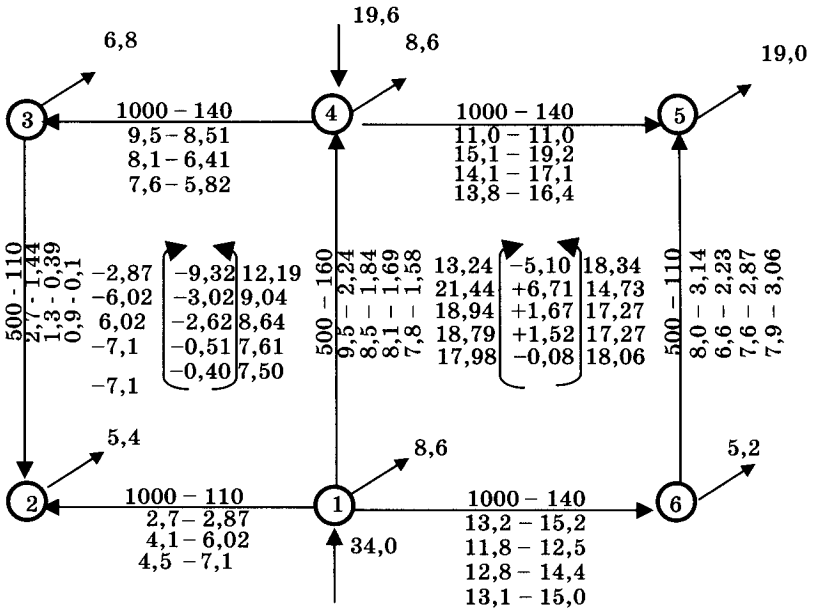 19,6
6,8
8,6
19,0
3
1000 – 140
9,5 – 8,51
8,1 – 6,41
7,6 – 5,82
4
1000 – 140
11,0 – 11,0
15,1 – 19,2
14,1 – 17,1
13,8 – 16,4
5
500 - 110
2,7 - 1,44
1,3 - 0,39
0,9 - 0,1
−2,87 −9,32 12,19
−6,02 −3,02 9,04
6,02 −2,62 8,64
−7,1 −0,51 7,61
−7,1 −0,40 7,50
500 – 160
9,5 – 2,24
8,5 – 1,84
8,1 – 1,69
7,8 – 1,58
13,24 −5,10 18,34
21,44 +6,71 14,73
18,94 +1,67 17,27
18,79 +1,52 17,27
17,98 −0,08 18,06
500 – 110
8,0 – 3,14
6,6 – 2,23
7,6 – 2,87
7,9 – 3,06
5,4
8,6
5,2
2
1000 – 110
2,7– 2,87
4,1 – 6,02
4,5 –7,1
1
34,0
1000 – 140
13,2 – 15,2
11,8 – 12,5
12,8 – 14,4
13,1 – 15,0
6